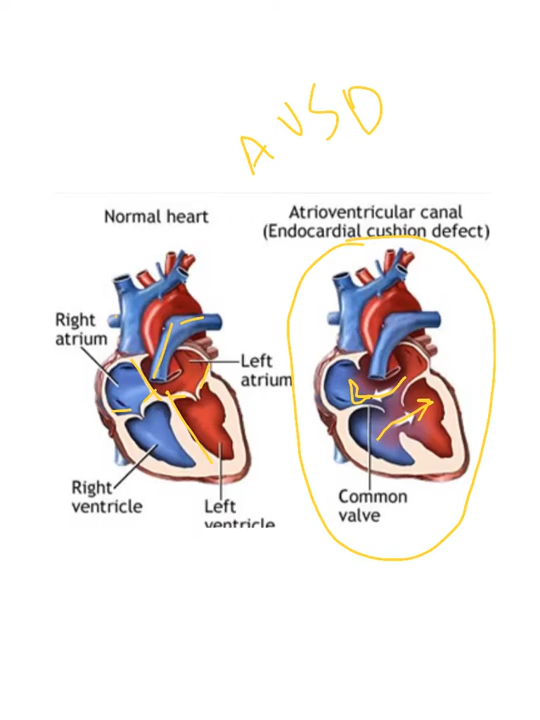 AVSD
Normal heart
Atrioventricular canal
(Endocardial cushion defect)
Right
atrium
Left
atrium
Right
ventricle
Left
ventricle
Common
valve